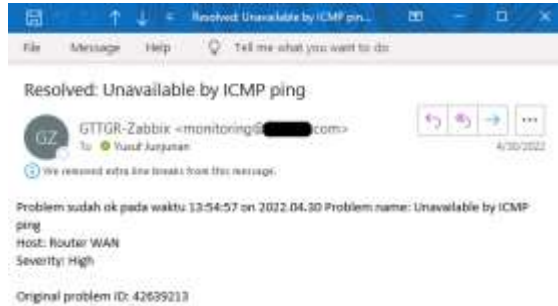 Resolved: Unavailable by ICMP pin...
File Message Help Tell me what you want to do
Resolved: Unavailable by ICMP ping
GZ
GTTGR-Zabbix <monitoring@ com>
To Yusuf Junjunan
4/30/2022
We removed extra line breaks from this message.
Problem sudah ok pada waktu 13:54:57 on 2022.04.30 Problem name: Unavailable by ICMP
ping
Host: Router WAN
Severity: High
Original problem ID: 42639213